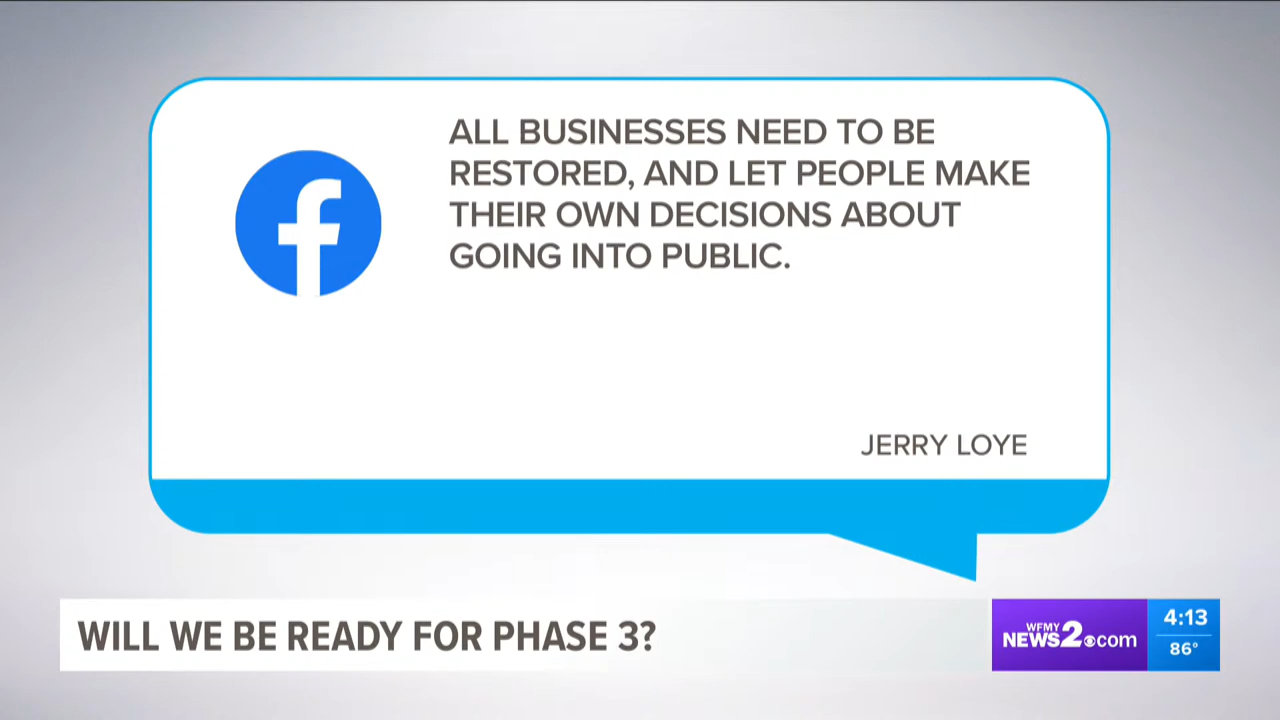 ALL BUSINESSES NEED TO BE
RESTORED, AND LET PEOPLE MAKE
THEIR OWN DECISIONS ABOUT
GOING INTO PUBLIC.
JERRY LOYE
WILL WE BE READY FOR PHASE 3?
WFMY
NEWS2 com
4:13
86°